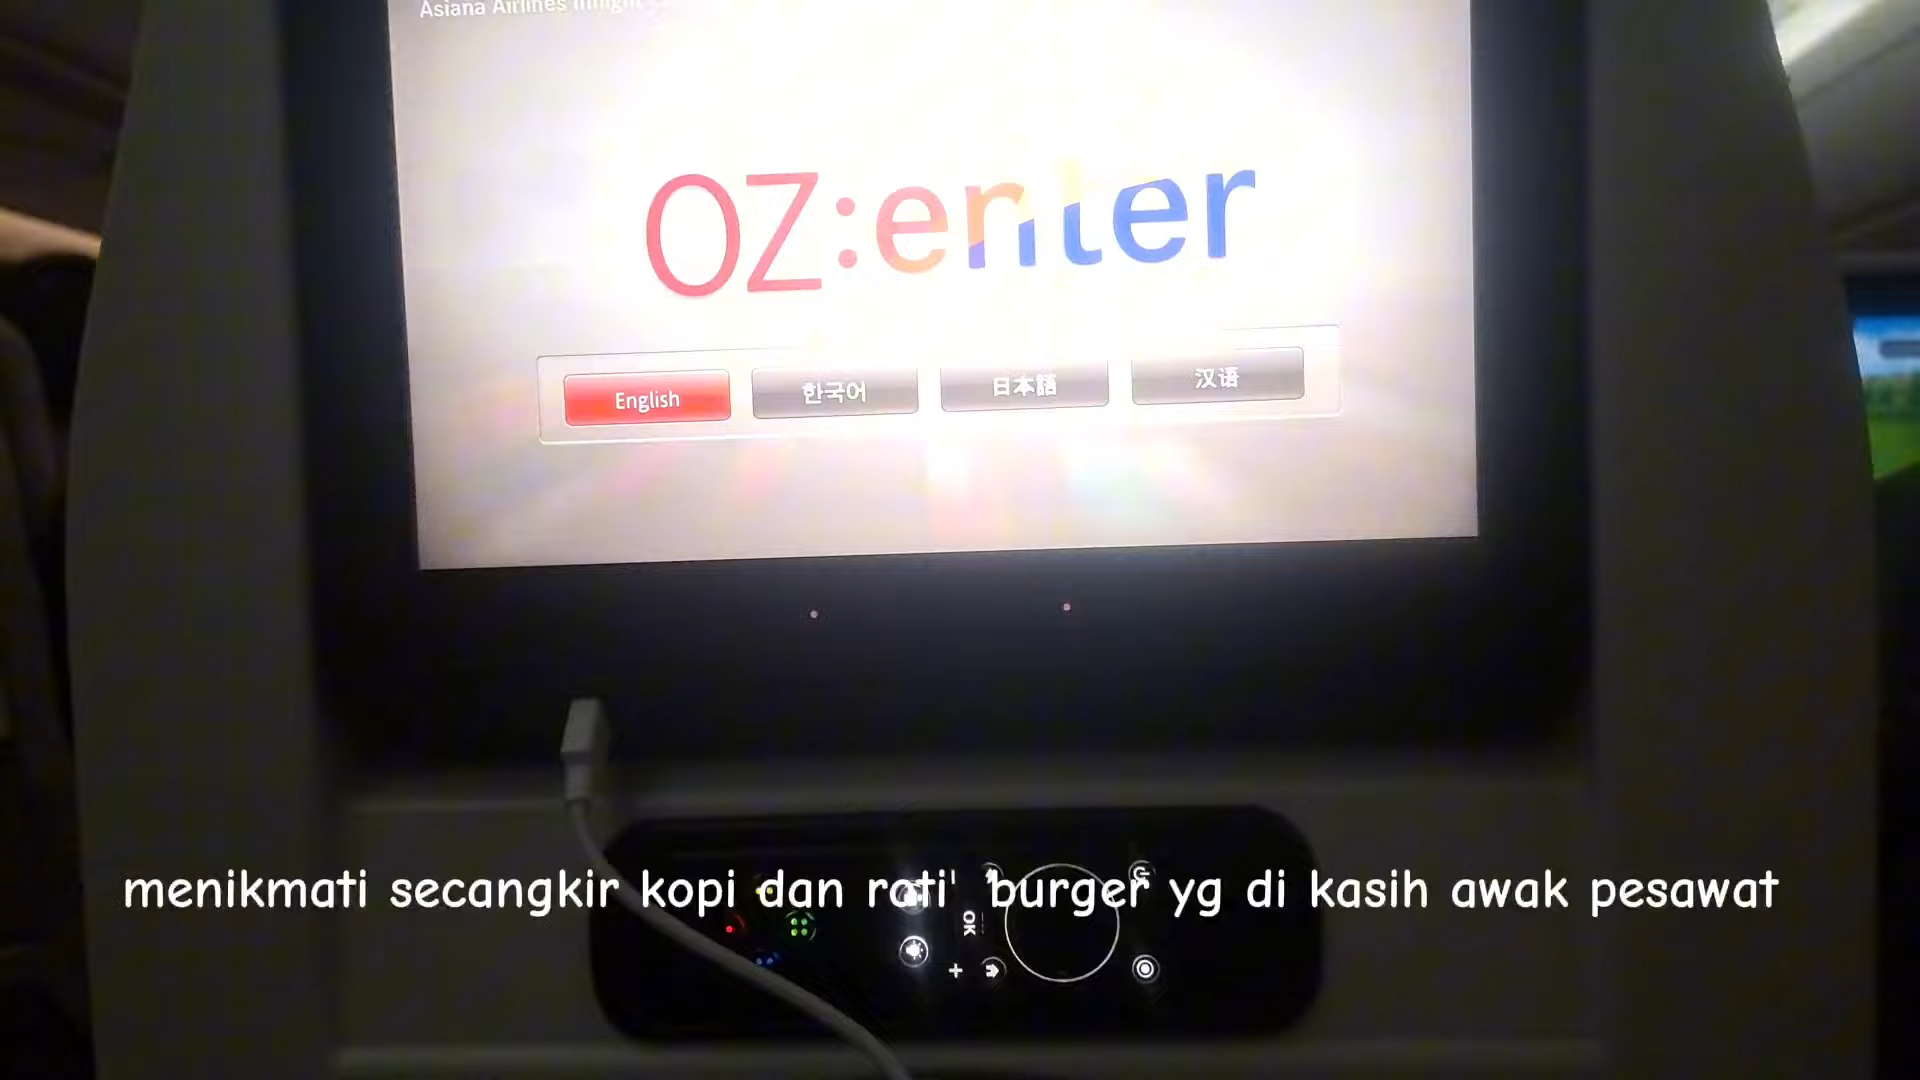 Asiana Airlines Inflight
OZ:enter
English 한국어 日本語 汉语
menikmati secangkir kopi dan roti' burger yg di kasih awak pesawat
OK
+